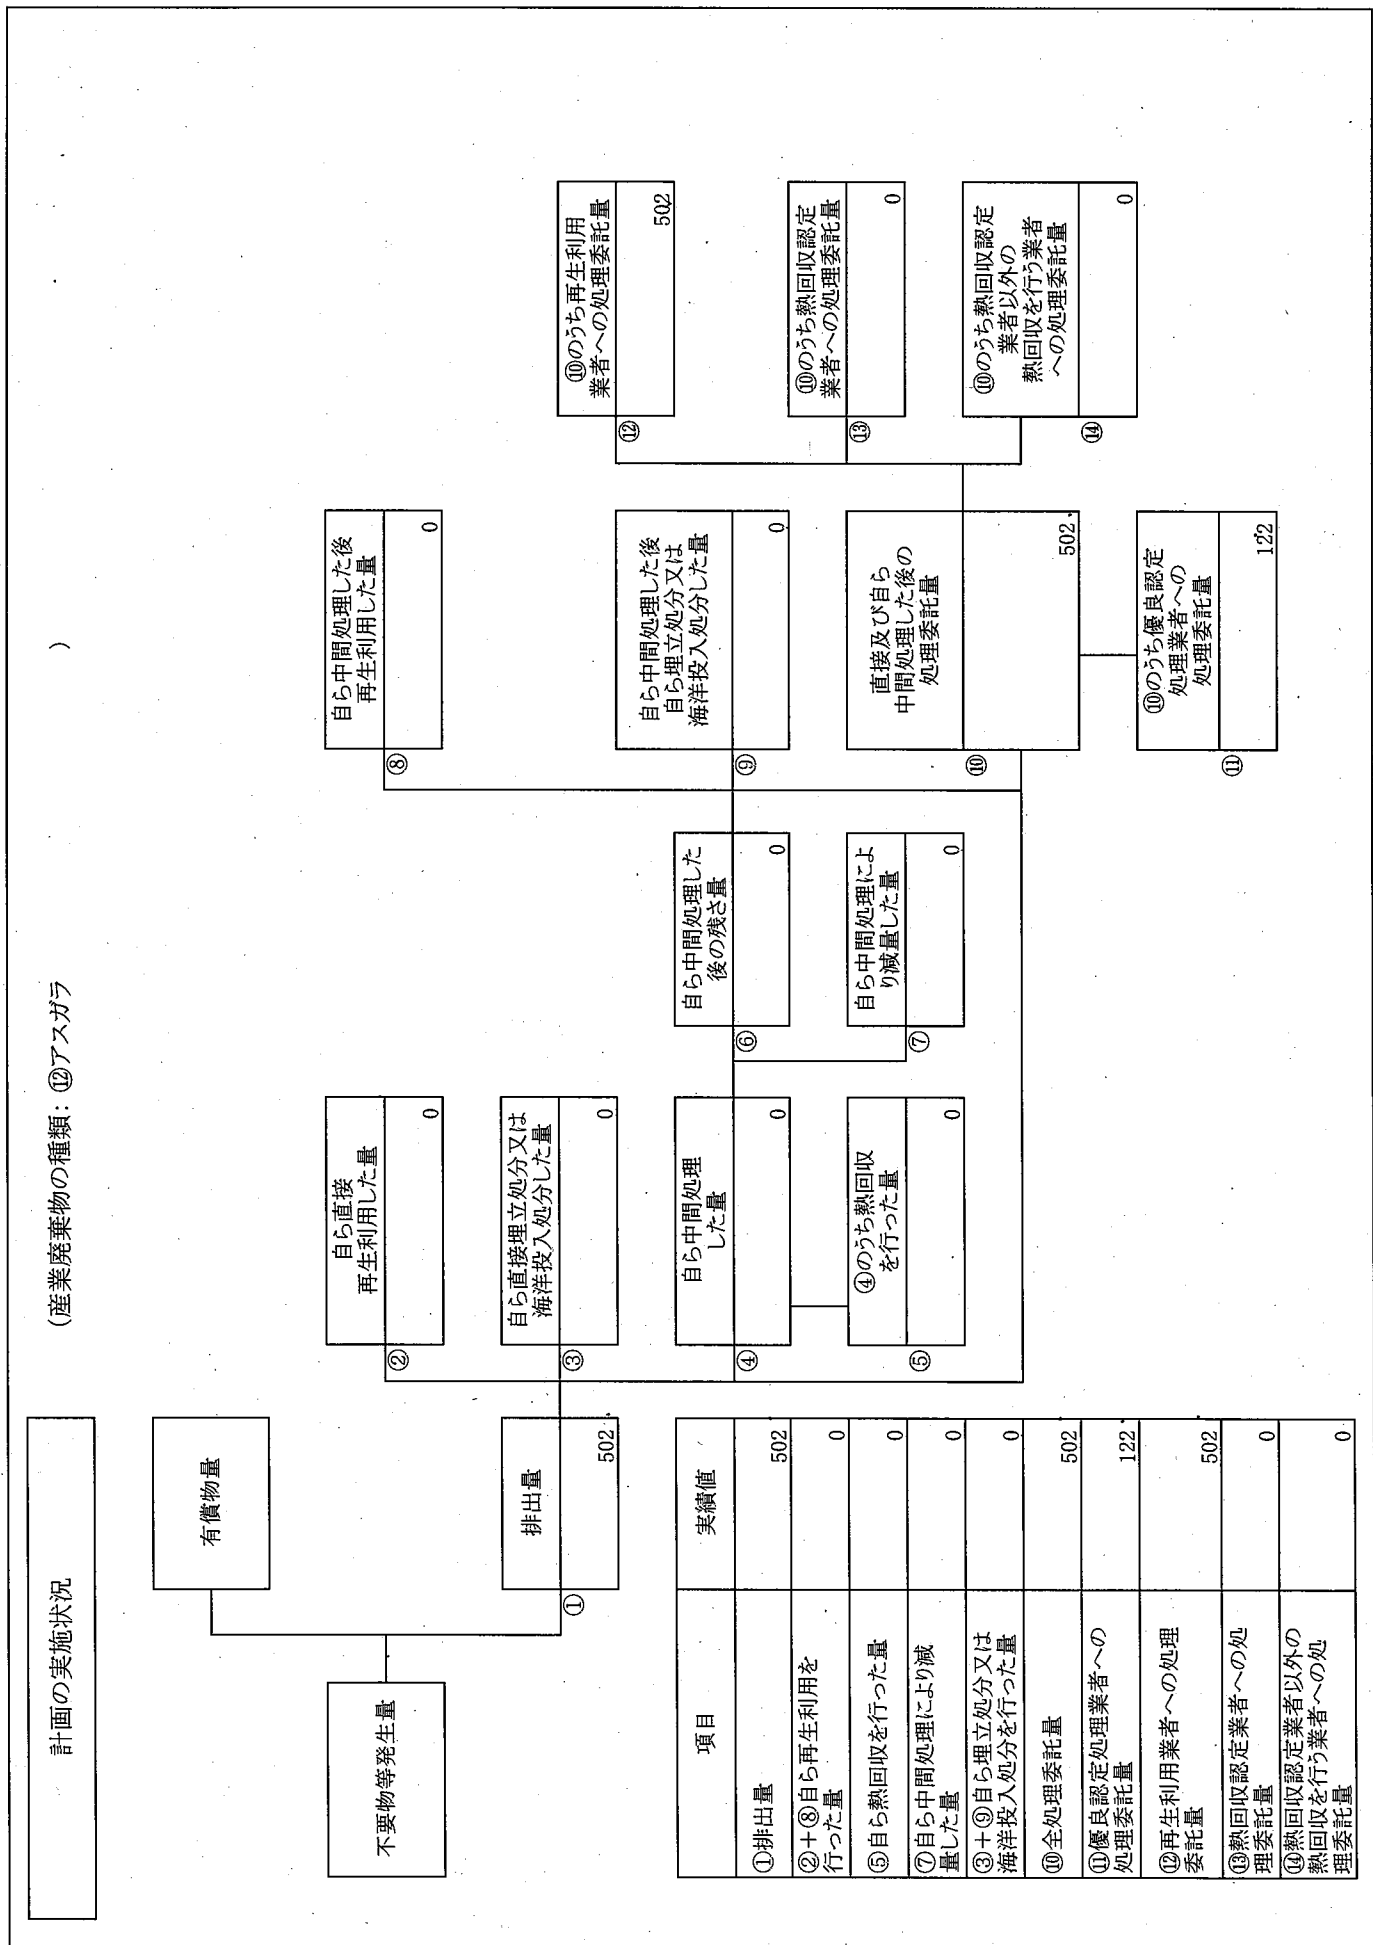 計画の実施状況
(産業廃棄物の種類: ⑫アスガラ
)
不要物等発生量
有償物量
①
排出量
502
②
自ら直接
再生利用した量
0
③
自ら直接埋立処分又は
海洋投入処分した量
0
④
自ら中間処理
した量
0
⑤
④のうち熱回収
を行った量
0
⑥
自ら中間処理した
後の残さ量
0
⑦
自ら中間処理によ
り減量した量
0
⑧
自ら中間処理した後
再生利用した量
0
⑨
自ら中間処理した後
自ら埋立処分又は
海洋投入処分した量
0
⑩
直接及び自ら
中間処理した後の
処理委託量
502
⑪
⑩のうち優良認定
処理業者への
処理委託量
122
⑫
⑩のうち再生利用
業者への処理委託量
502
⑬
⑩のうち熱回収認定
業者への処理委託量
0
⑭
⑩のうち熱回収認定
業者以外の
熱回収を行う業者
への処理委託量
0
項目 実績値
①排出量 502
②+⑧自ら再生利用を
行った量 0
⑤自ら熱回収を行った量 0
⑦自ら中間処理により減
量した量 0
③+⑨自ら埋立処分又は
海洋投入処分を行った量 0
⑩全処理委託量 502
⑪優良認定処理業者への
処理委託量 122
⑫再生利用業者への処理
委託量 502
⑬熱回収認定業者への処
理委託量 0
⑭熱回収認定業者以外の
熱回収を行う業者への処
理委託量 0